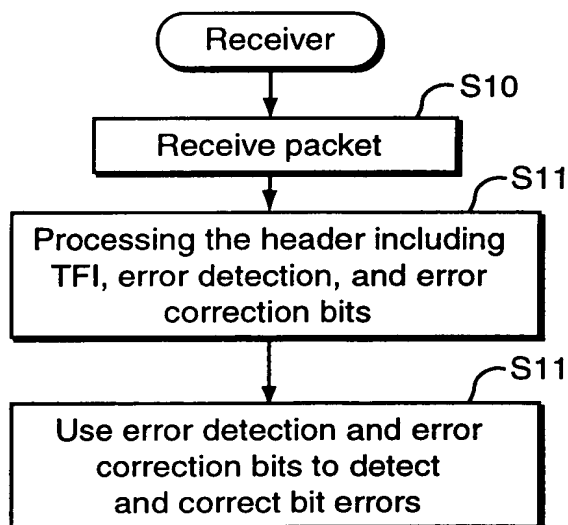 Receiver
S10
Receive packet
S11
Processing the header including
TFI, error detection, and error
correction bits
S11
Use error detection and error
correction bits to detect
and correct bit errors